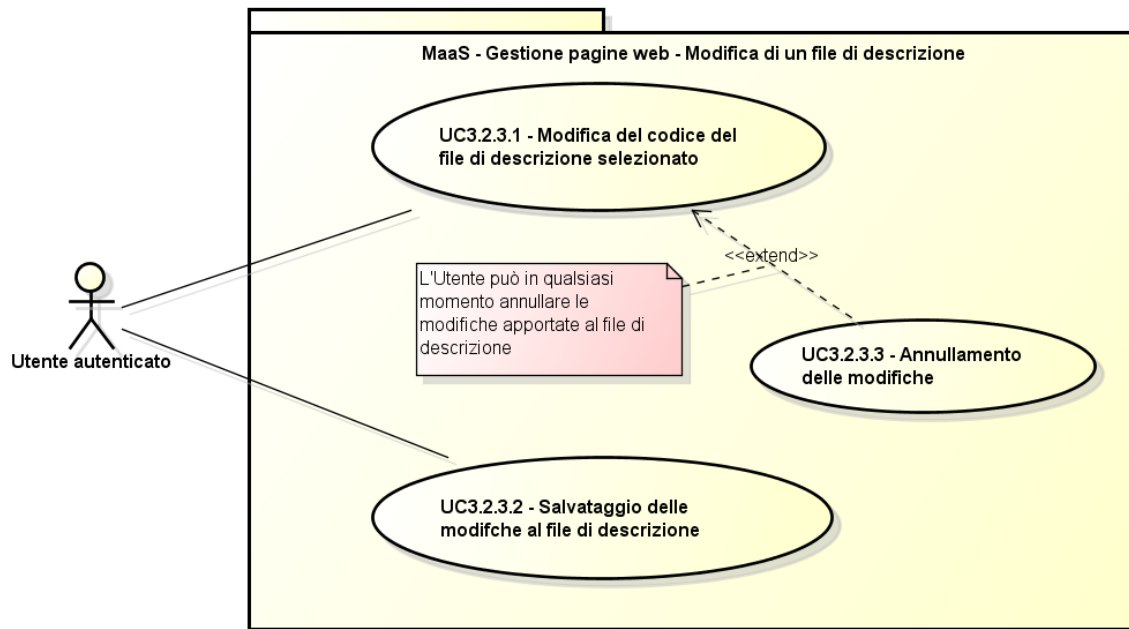 MaaS - Gestione pagine web - Modifica di un file di descrizione
UC3.2.3.1 - Modifica del codice del
file di descrizione selezionato
<<extend>>
L'Utente può in qualsiasi
momento annullare le
modifiche apportate al file di
descrizione
Utente autenticato
UC3.2.3.3 - Annullamento
delle modifiche
UC3.2.3.2 - Salvataggio delle
modifche al file di descrizione